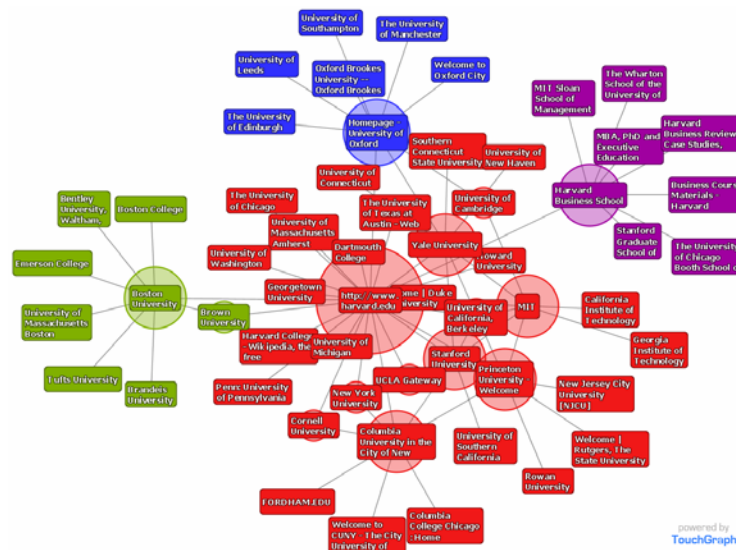 University of
Southampton
The University
of Manchester
University of
Leeds
Oxford Brookes
University --
Oxford Brookes
Welcome to
Oxford City
The University
of Edinburgh
Homepage -
University of
Oxford
MIT Sloan
School of
Management
The Wharton
School of the
University of
MBA, PhD and
Executive
Education
Harvard
Business Review
Case Studies,
Harvard
Business School
Business Cours
Materials -
Harvard
Stanford
Graduate
School of
The University
of Chicago
Booth School o
Southern
Connecticut
State University
University of
New Haven
University of
Connecticut
The University
of Chicago
The University
of Texas at
Austin - Web
University of
Cambridge
University of
Massachusetts
Amherst
Dartmouth
College
Yale University
Howard
University
University of
Washington
Georgetown
University
http://www.
harvard.edu
ome | Duke
University
University of
California,
Berkeley
MIT
California
Institute of
Technology
Georgia
Institute of
Technology
Bentley
University,
Waltham,
Boston College
Emerson College
Boston
University
University of
Massachusetts
Boston
Brown
University
Tufts University
Brandeis
University
Harvard College
- Wikipedia, the
free
University of
Michigan
Stanford
University
Princeton
University -
Welcome
Penn: University
of Pennsylvania
New York
University
UCLA Gateway
New Jersey City
University
[NJCU]
Cornell
University
Columbia
University in the
City of New
University of
Southern
California
Welcome |
Rutgers, The
State University
Rowan
University
FORDHAM.EDU
Welcome to
CUNY - The City
University of
Columbia
College Chicago
:Home
powered by
TouchGraph